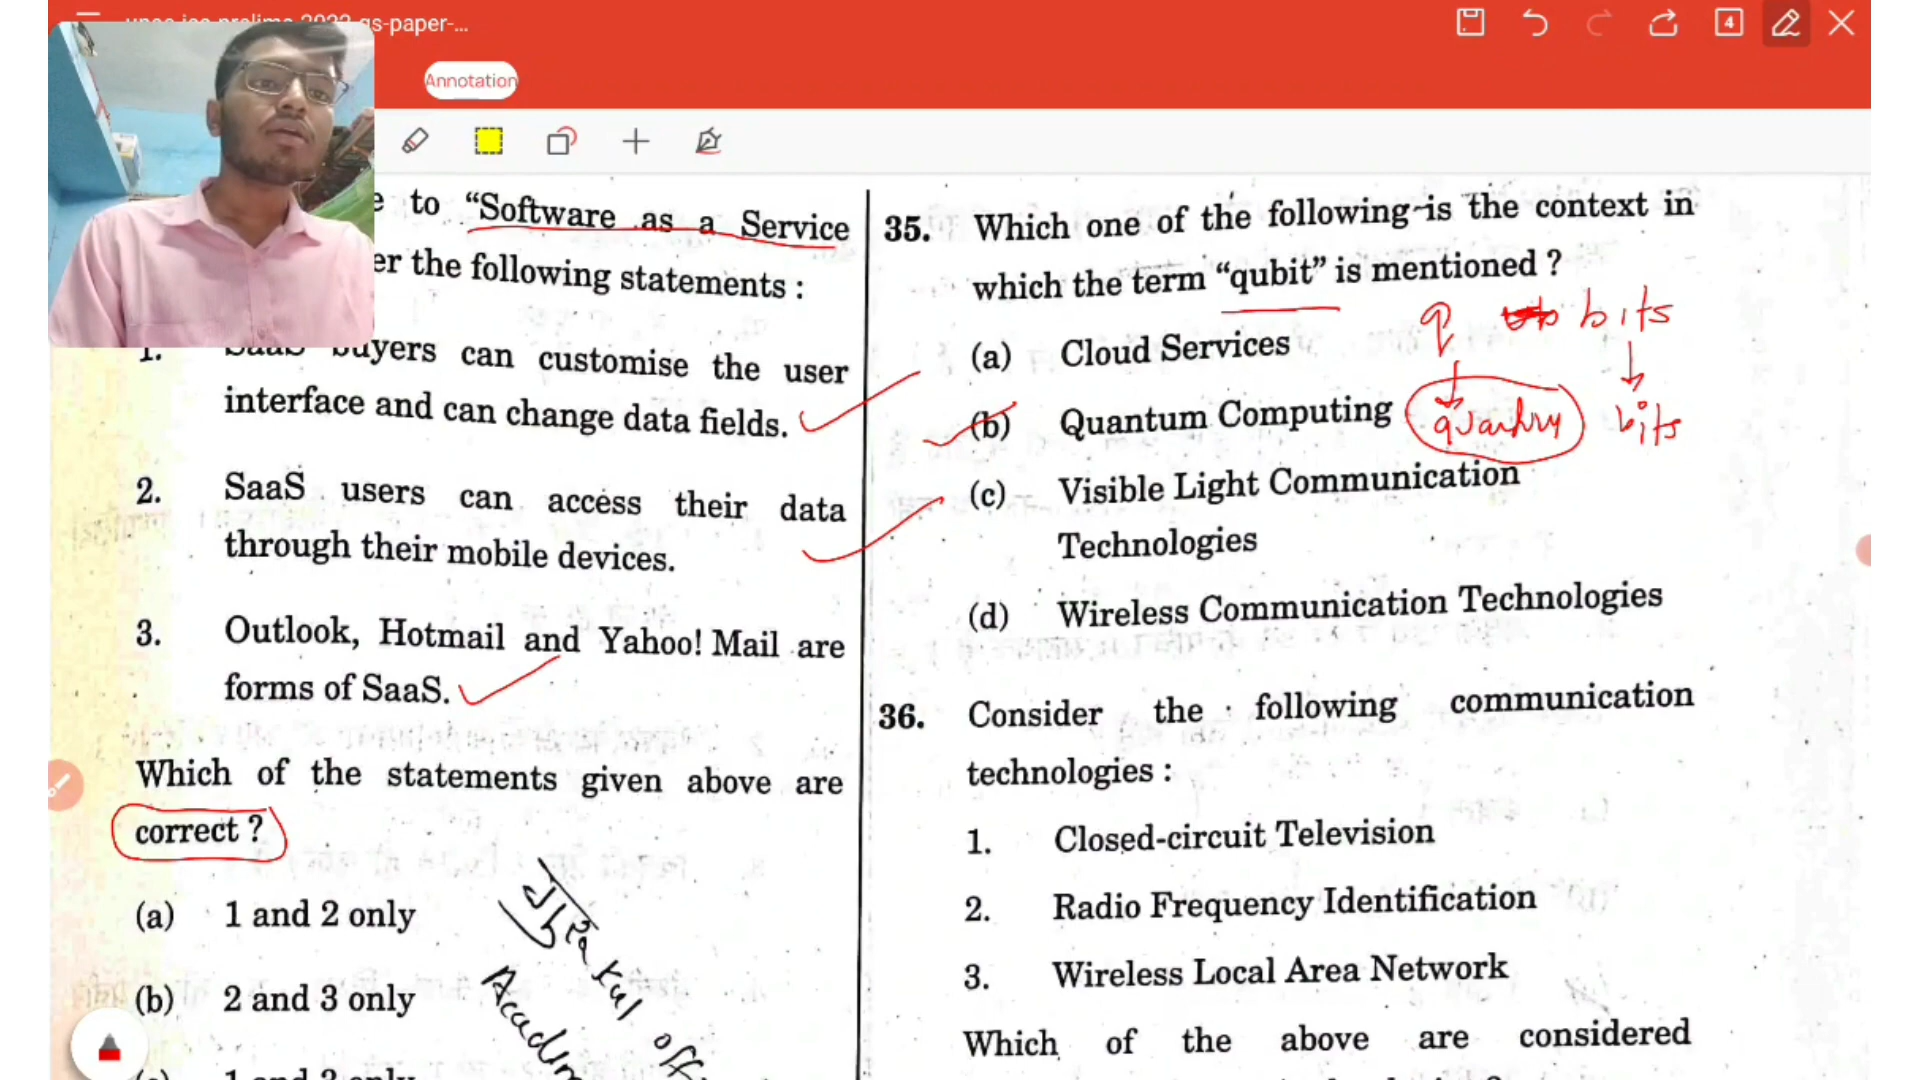 gs-paper-...
4
Annotation
e to “Software as a Service
er the following statements :
1. buyers can customise the user
interface and can change data fields.
2. SaaS users can access their data
through their mobile devices.
3. Outlook, Hotmail and Yahoo! Mail are
forms of SaaS.
Which of the statements given above are
correct ?
(a) 1 and 2 only
(b) 2 and 3 only
Academ
35. Which one of the following is the context in
which the term “qubit” is mentioned ?
q bits
(a) Cloud Services
(b) Quantum Computing bits
(c) Visible Light Communication
Technologies
(d) Wireless Communication Technologies
36. Consider the following communication
technologies :
1. Closed-circuit Television
2. Radio Frequency Identification
3. Wireless Local Area Network
Which of the above are considered